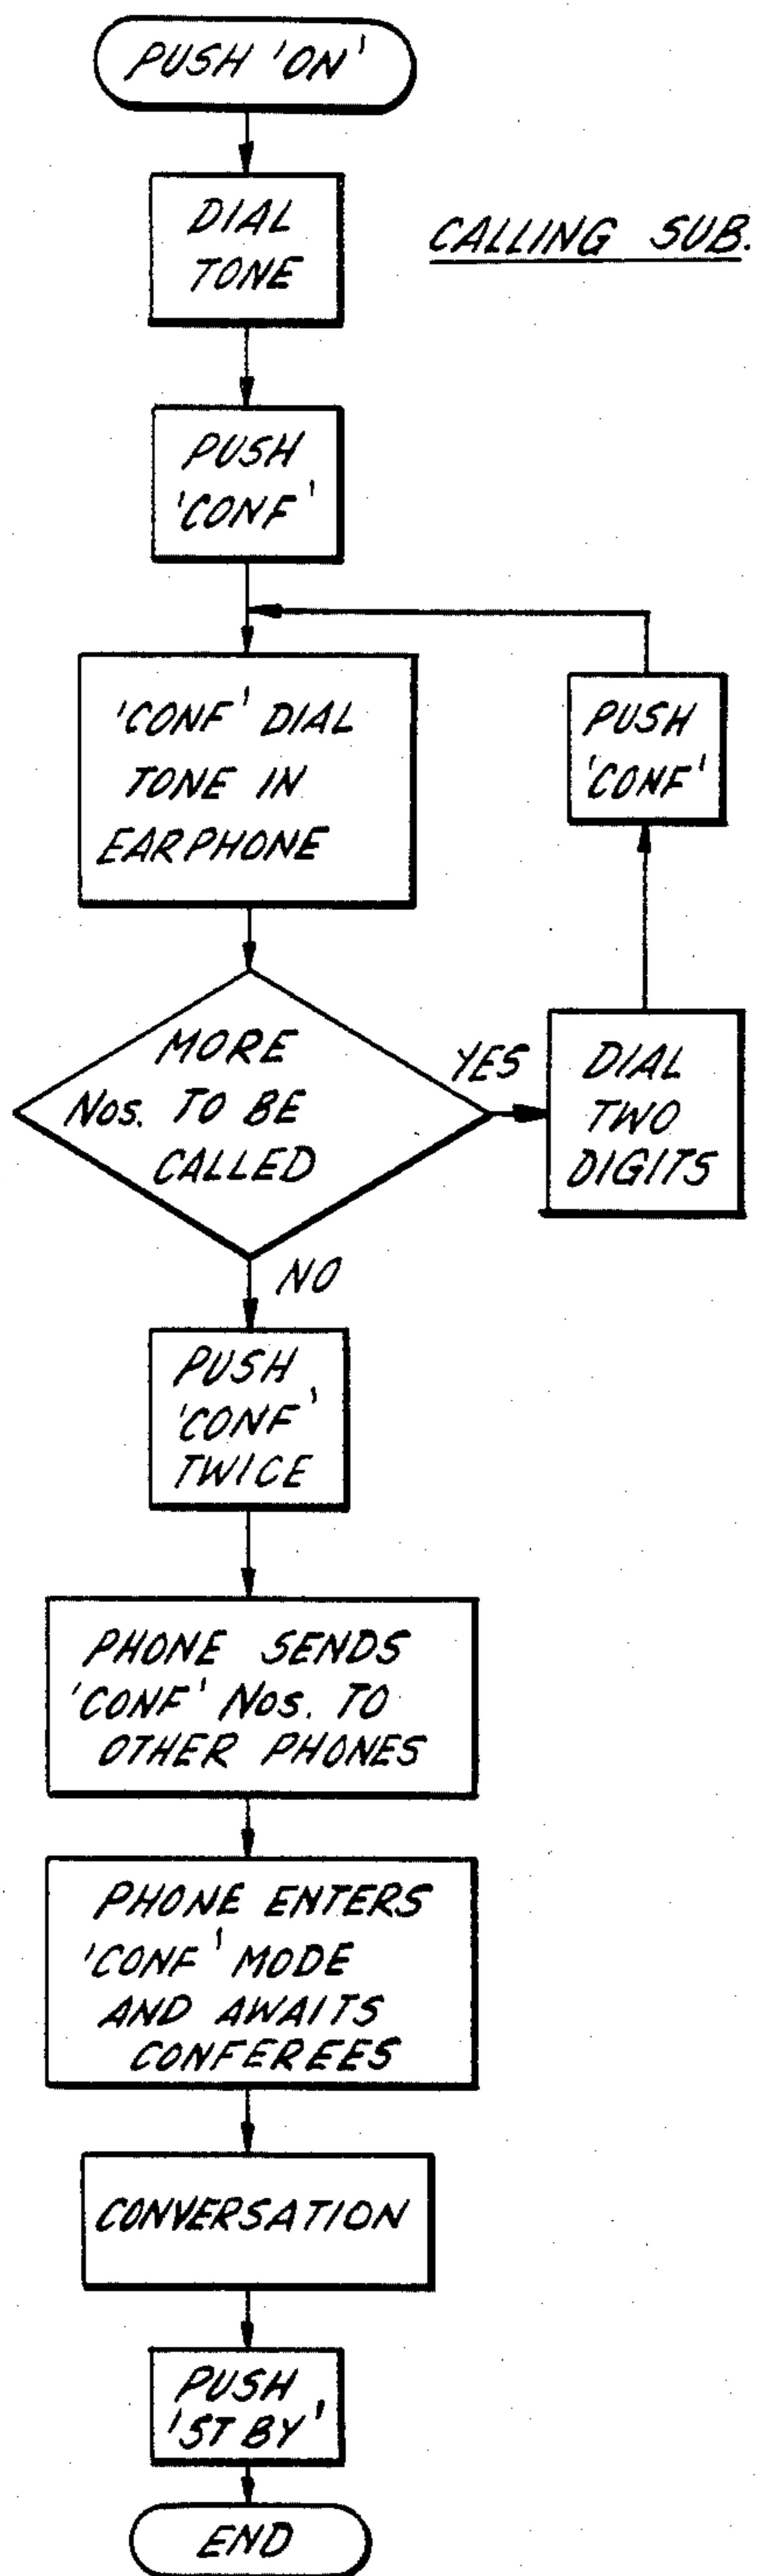 PUSH 'ON'
DIAL
TONE
CALLING SUB.
PUSH
'CONF'
'CONF' DIAL
TONE IN
EARPHONE
PUSH
'CONF'
MORE
Nos. TO BE
CALLED
YES
DIAL
TWO
DIGITS
NO
PUSH
'CONF'
TWICE
PHONE SENDS
'CONF' Nos. TO
OTHER PHONES
PHONE ENTERS
'CONF' MODE
AND AWAITS
CONFEREES
CONVERSATION
PUSH
'ST BY'
END